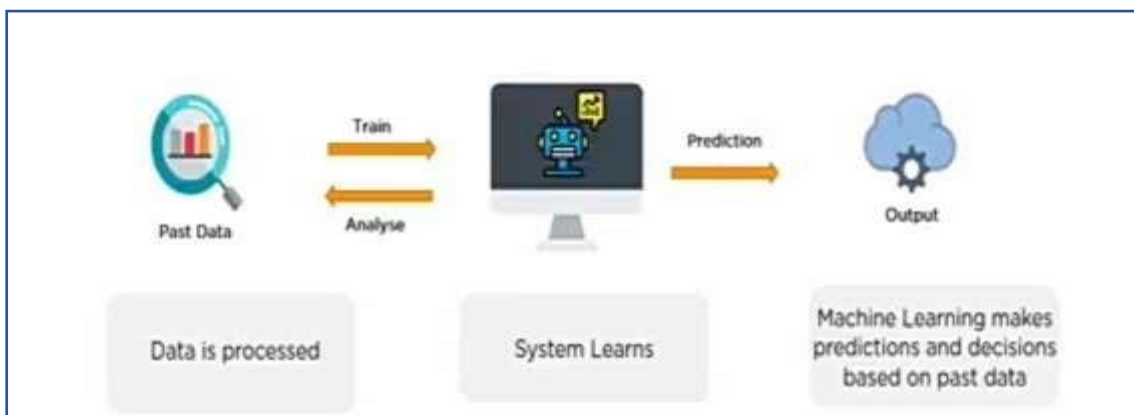 Train
Prediction
Past Data
Analyse
Output
Data is processed
System Learns
Machine Learning makes
predictions and decisions
based on past data